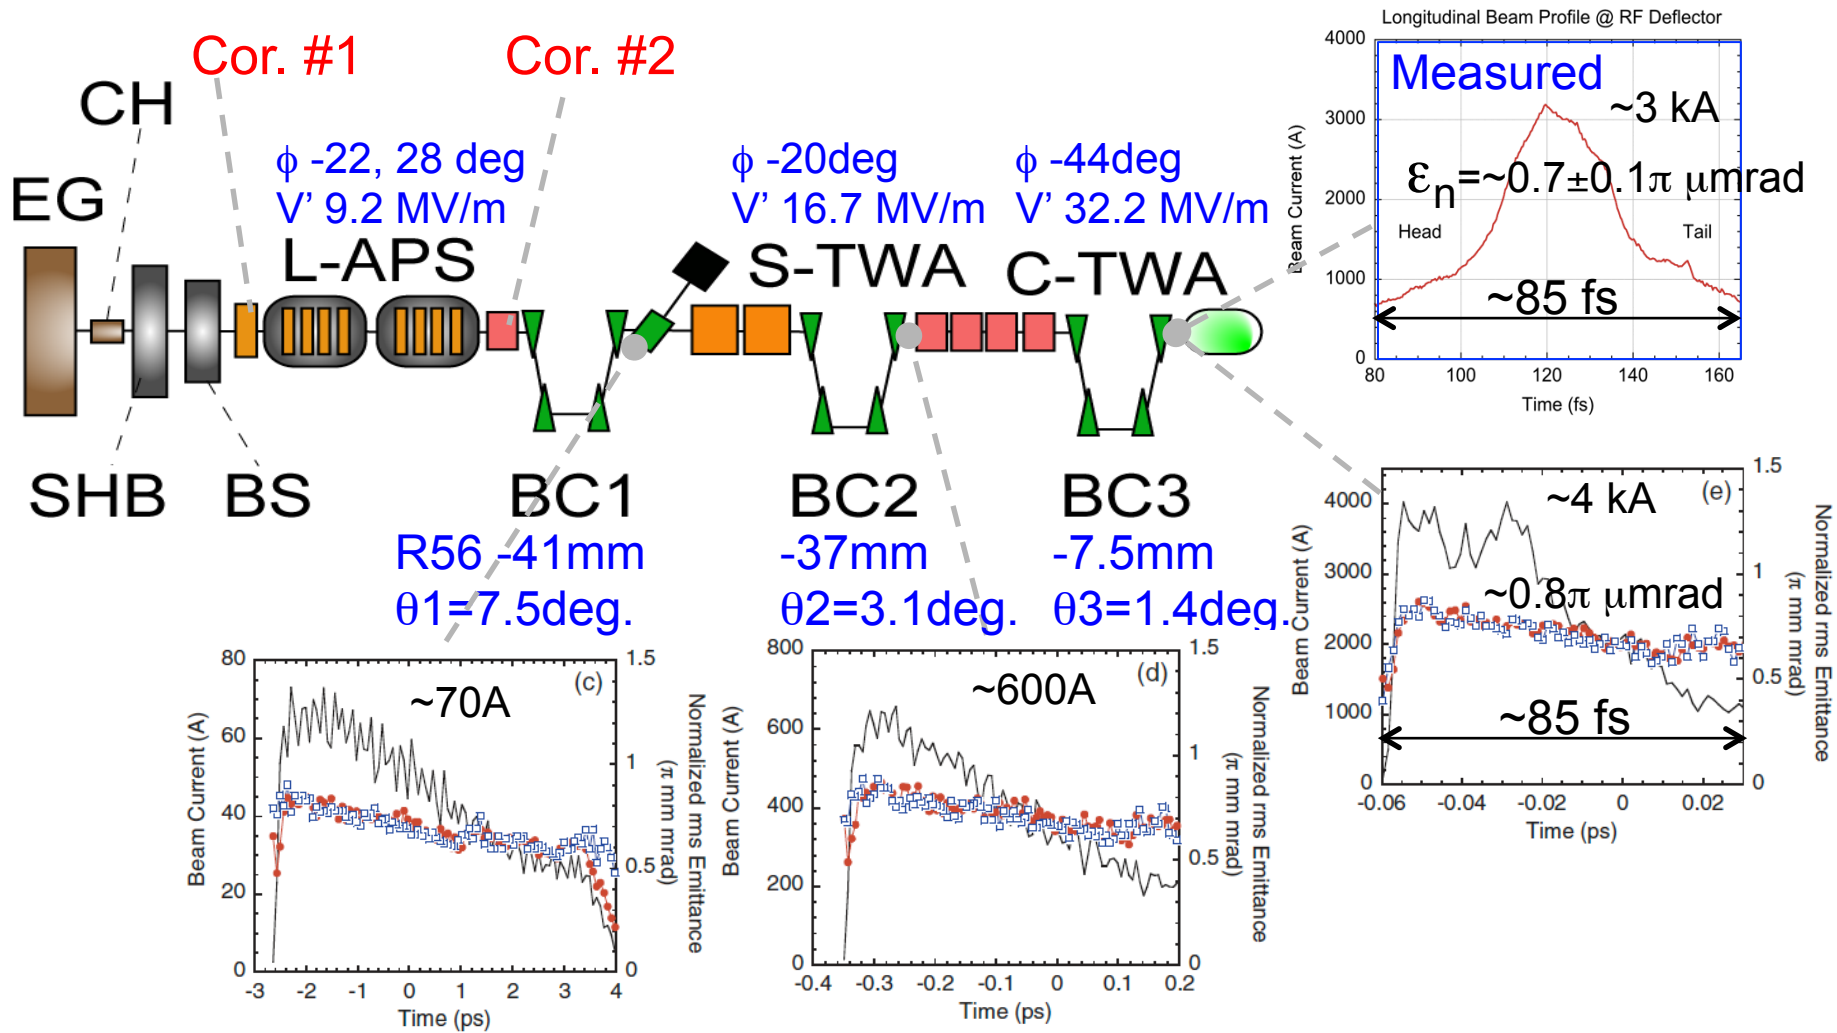 Cor. #1
Cor. #2
CH
EG
ϕ -22, 28 deg
V' 9.2 MV/m
L-APS
ϕ -20deg
V' 16.7 MV/m
S-TWA
ϕ -44deg
V' 32.2 MV/m
C-TWA
SHB
BS
BC1
BC2
BC3
R56 -41mm
θ1=7.5deg.
-37mm
θ2=3.1deg.
-7.5mm
θ3=1.4deg.
Longitudinal Beam Profile @ RF Deflector
Measured
~3 kA
εn=~0.7±0.1π μmrad
Head
Tail
~85 fs
Beam Current (A)
4000
3000
2000
1000
0
80 100 120 140 160
Time (fs)
(c)
~70A
Beam Current (A)
80
60
40
20
0
1.5
1
0.5
0
Normalized rms Emittance
(π mm mrad)
-3 -2 -1 0 1 2 3 4
Time (ps)
(d)
~600A
Beam Current (A)
800
600
400
200
0
1.5
1
0.5
0
Normalized rms Emittance
(π mm mrad)
-0.4 -0.3 -0.2 -0.1 0 0.1 0.2
Time (ps)
(e)
~4 kA
~0.8π μmrad
~85 fs
Beam Current (A)
4000
3000
2000
1000
0
1.5
1
0.5
0
Normalized rms Emittance
(π mm mrad)
-0.06 -0.04 -0.02 0 0.02
Time (ps)